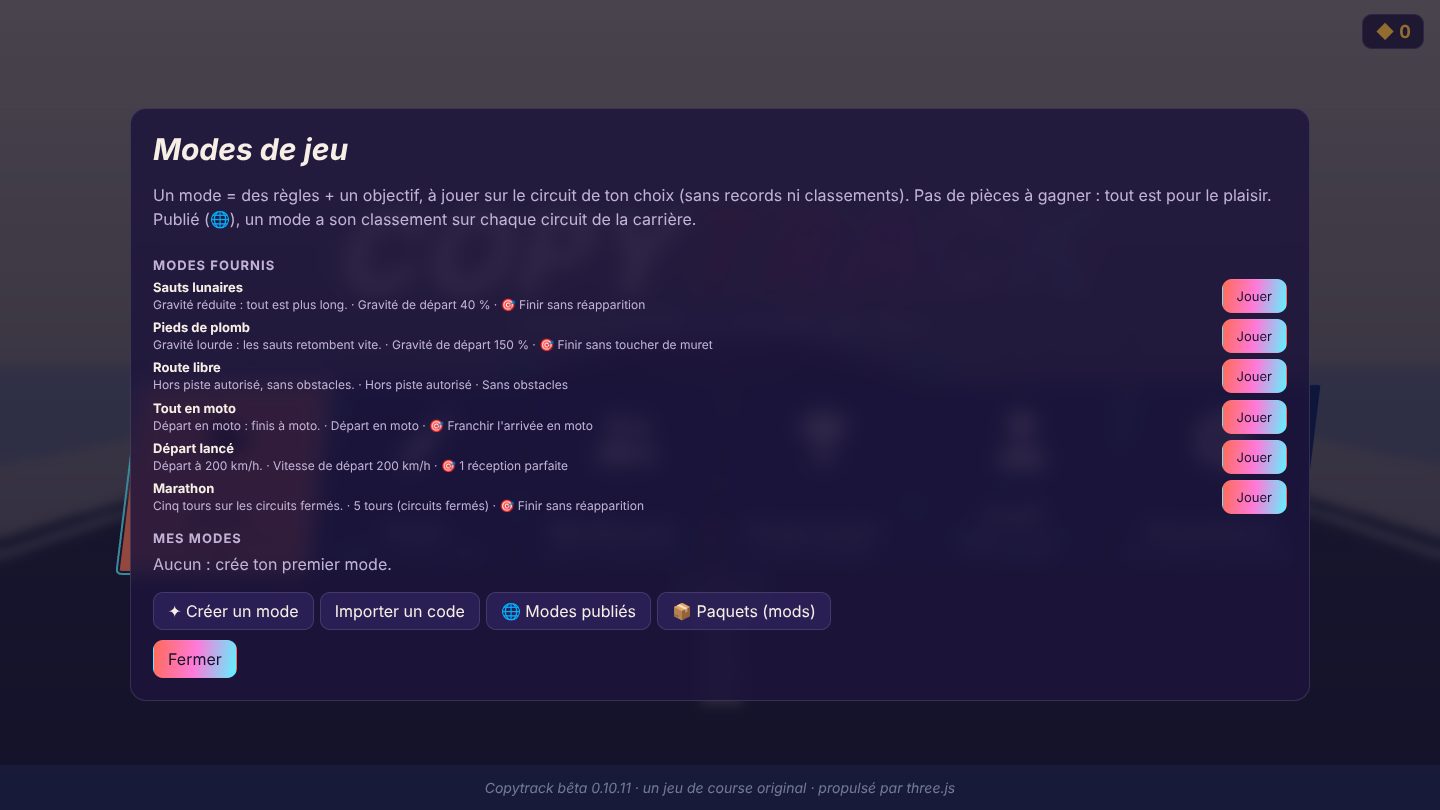 ◆ 0
Modes de jeu
Un mode = des règles + un objectif, à jouer sur le circuit de ton choix (sans records ni classements). Pas de pièces à gagner : tout est pour le plaisir.
Publié (🌐), un mode a son classement sur chaque circuit de la carrière.
MODES FOURNIS
Sauts lunaires
Gravité réduite : tout est plus long. · Gravité de départ 40 % · 🎯 Finir sans réapparition
Jouer
Pieds de plomb
Gravité lourde : les sauts retombent vite. · Gravité de départ 150 % · 🎯 Finir sans toucher de muret
Jouer
Route libre
Hors piste autorisé, sans obstacles. · Hors piste autorisé · Sans obstacles
Jouer
Tout en moto
Départ en moto : finis à moto. · Départ en moto · 🎯 Franchir l'arrivée en moto
Jouer
Départ lancé
Départ à 200 km/h. · Vitesse de départ 200 km/h · 🎯 1 réception parfaite
Jouer
Marathon
Cinq tours sur les circuits fermés. · 5 tours (circuits fermés) · 🎯 Finir sans réapparition
Jouer
MES MODES
Aucun : crée ton premier mode.
✦ Créer un mode
Importer un code
🌐 Modes publiés
📦 Paquets (mods)
Fermer
Copytrack bêta 0.10.11 · un jeu de course original · propulsé par three.js